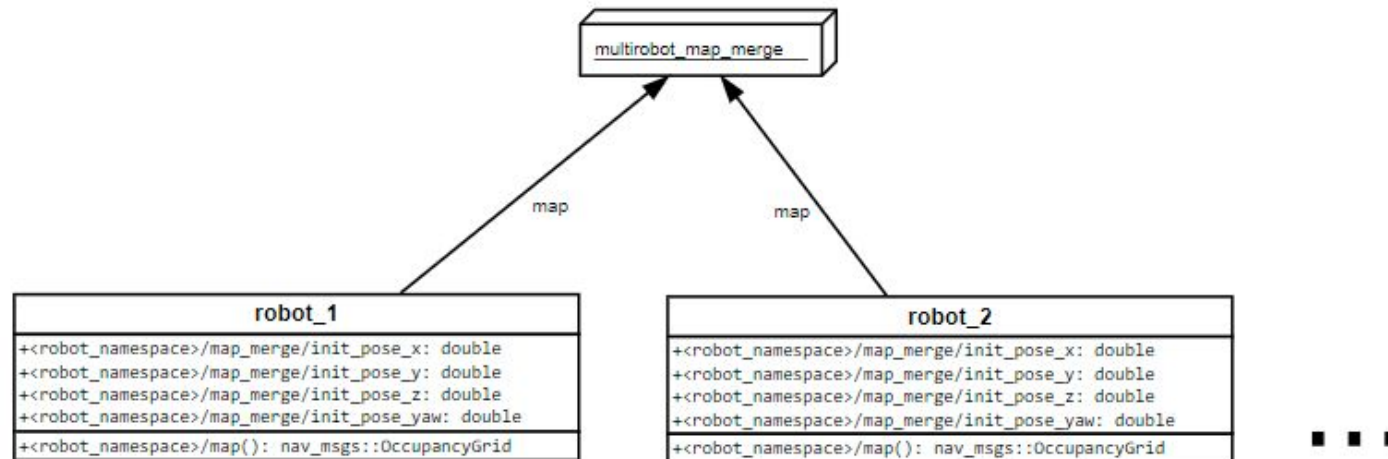 multirobot_map_merge
map
map
robot_1
+<robot_namespace>/map_merge/init_pose_x: double
+<robot_namespace>/map_merge/init_pose_y: double
+<robot_namespace>/map_merge/init_pose_z: double
+<robot_namespace>/map_merge/init_pose_yaw: double
+<robot_namespace>/map(): nav_msgs::OccupancyGrid
robot_2
+<robot_namespace>/map_merge/init_pose_x: double
+<robot_namespace>/map_merge/init_pose_y: double
+<robot_namespace>/map_merge/init_pose_z: double
+<robot_namespace>/map_merge/init_pose_yaw: double
+<robot_namespace>/map(): nav_msgs::OccupancyGrid
...